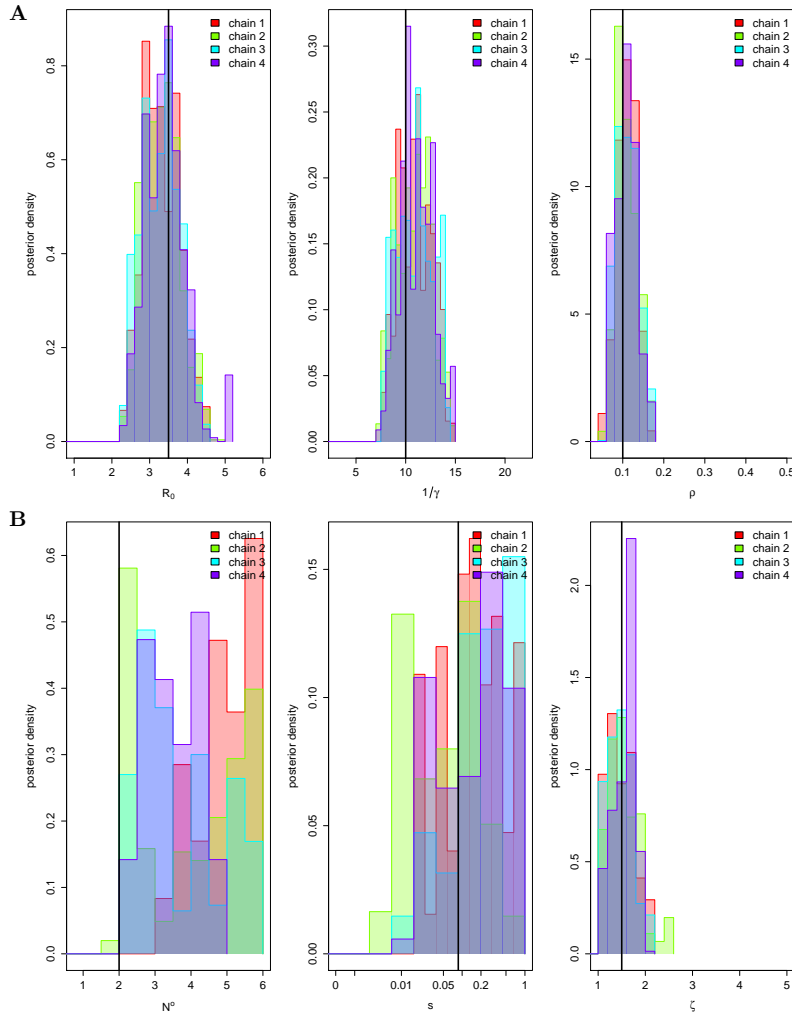 A
chain 1
chain 2
chain 3
chain 4
posterior density
0.0
0.2
0.4
0.6
0.8
1 2 3 4 5 6
R₀
chain 1
chain 2
chain 3
chain 4
posterior density
0.00
0.05
0.10
0.15
0.20
0.25
0.30
5 10 15 20
1/γ
chain 1
chain 2
chain 3
chain 4
posterior density
0
5
10
15
0.1 0.2 0.3 0.4 0.5
ρ
B
chain 1
chain 2
chain 3
chain 4
posterior density
0.0
0.1
0.2
0.3
0.4
0.5
0.6
1 2 3 4 5 6
Nº
chain 1
chain 2
chain 3
chain 4
posterior density
0.00
0.05
0.10
0.15
0 0.01 0.05 0.2 1
s
chain 1
chain 2
chain 3
chain 4
posterior density
0.0
0.5
1.0
1.5
2.0
1 2 3 4 5
ζ